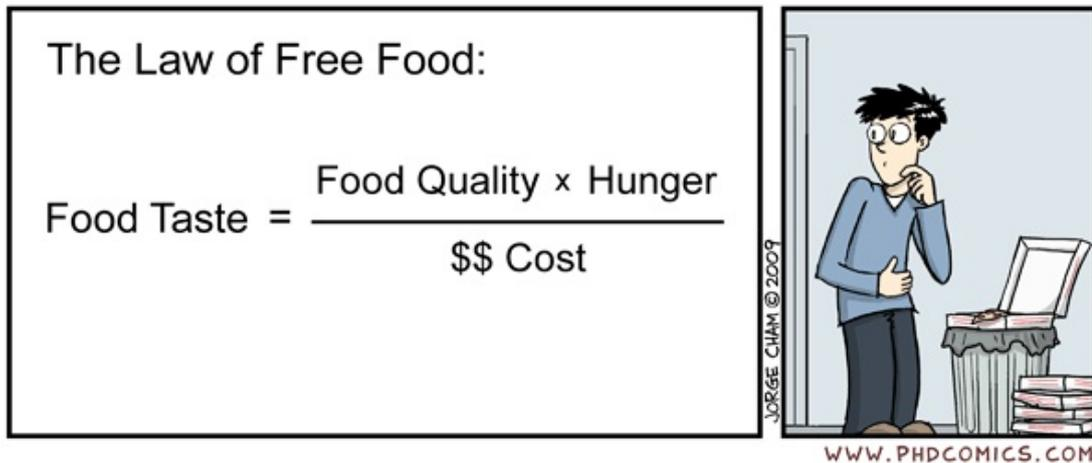 The Law of Free Food:
Food Quality x Hunger
Food Taste =
$$ Cost
JORGE CHAM © 2009
WWW.PHDCOMICS.COM